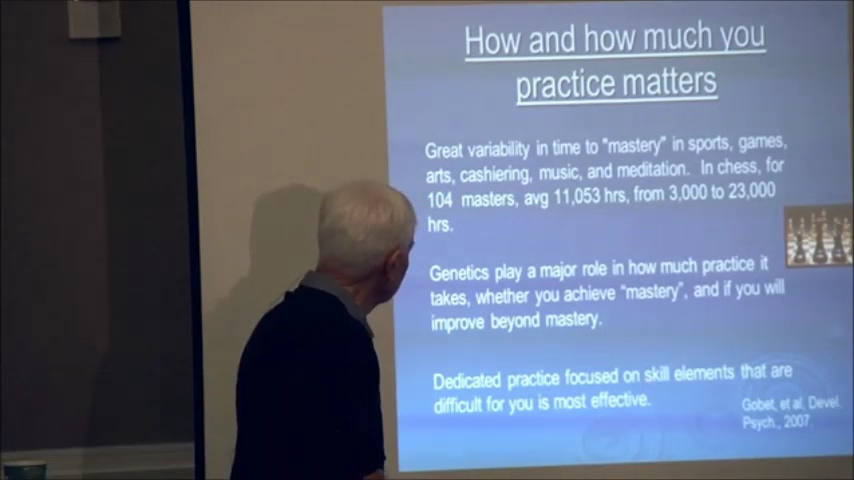 How and how much you
practice matters
Great variability in time to "mastery" in sports, games,
arts, cashiering, music, and meditation. In chess, for
104 masters, avg 11,053 hrs, from 3,000 to 23,000
hrs.
Genetics play a major role in how much practice it
takes, whether you achieve "mastery", and if you will
improve beyond mastery.
Dedicated practice focused on skill elements that are
difficult for you is most effective.
Gobet, et al, Devel.
Psych., 2007.